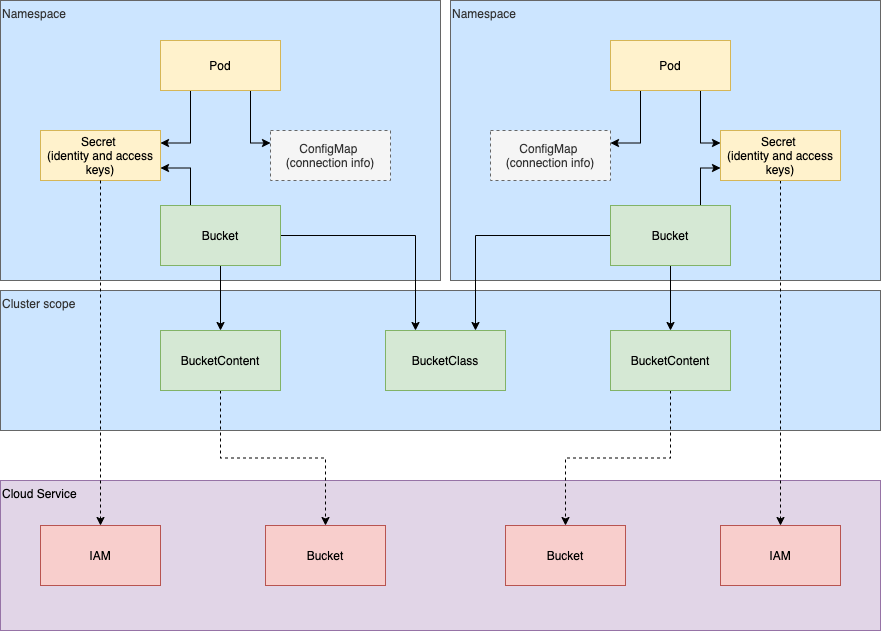 Namespace
Namespace
Pod
Pod
Secret
(identity and access
keys)
ConfigMap
(connection info)
ConfigMap
(connection info)
Secret
(identity and access
keys)
Bucket
Bucket
Cluster scope
BucketContent
BucketClass
BucketContent
Cloud Service
IAM
Bucket
Bucket
IAM